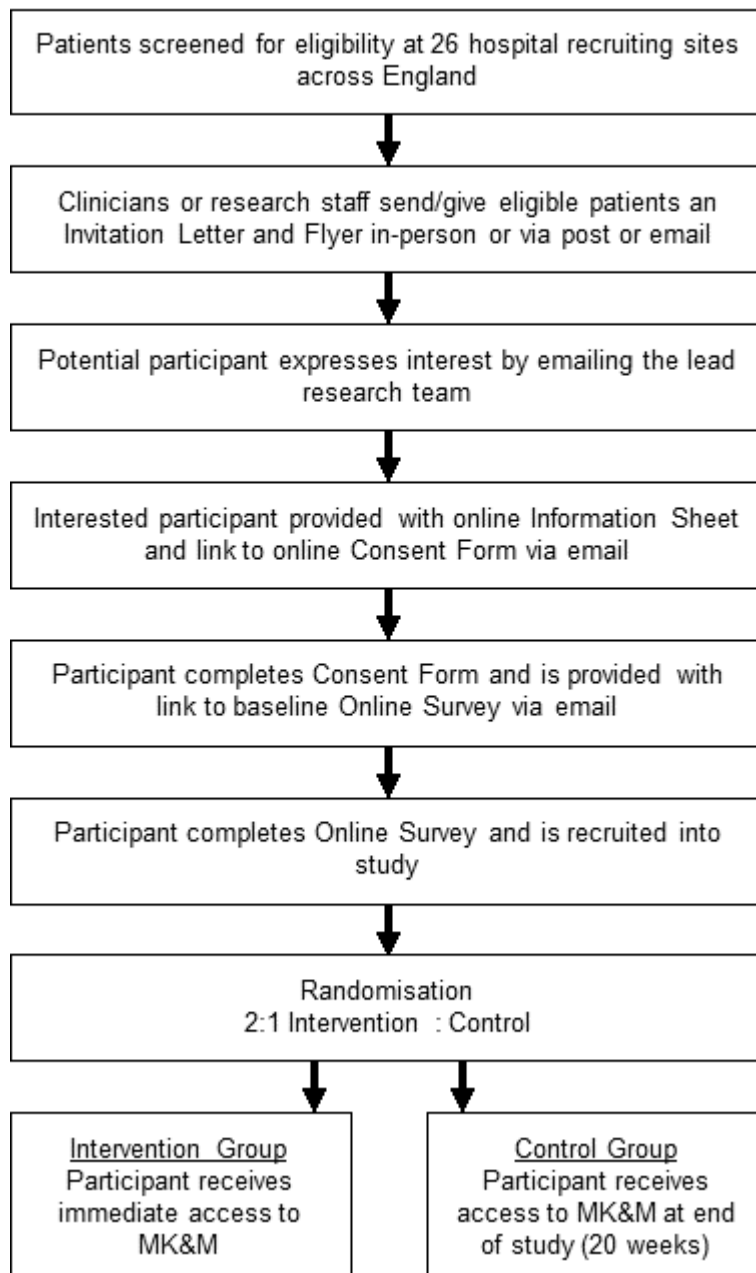 Patients screened for eligibility at 26 hospital recruiting sites
across England
Clinicians or research staff send/give eligible patients an
Invitation Letter and Flyer in-person or via post or email
Potential participant expresses interest by emailing the lead
research team
Interested participant provided with online Information Sheet
and link to online Consent Form via email
Participant completes Consent Form and is provided with
link to baseline Online Survey via email
Participant completes Online Survey and is recruited into
study
Randomisation
2:1 Intervention : Control
Intervention Group
Participant receives
immediate access to
MK&M
Control Group
Participant receives
access to MK&M at end
of study (20 weeks)